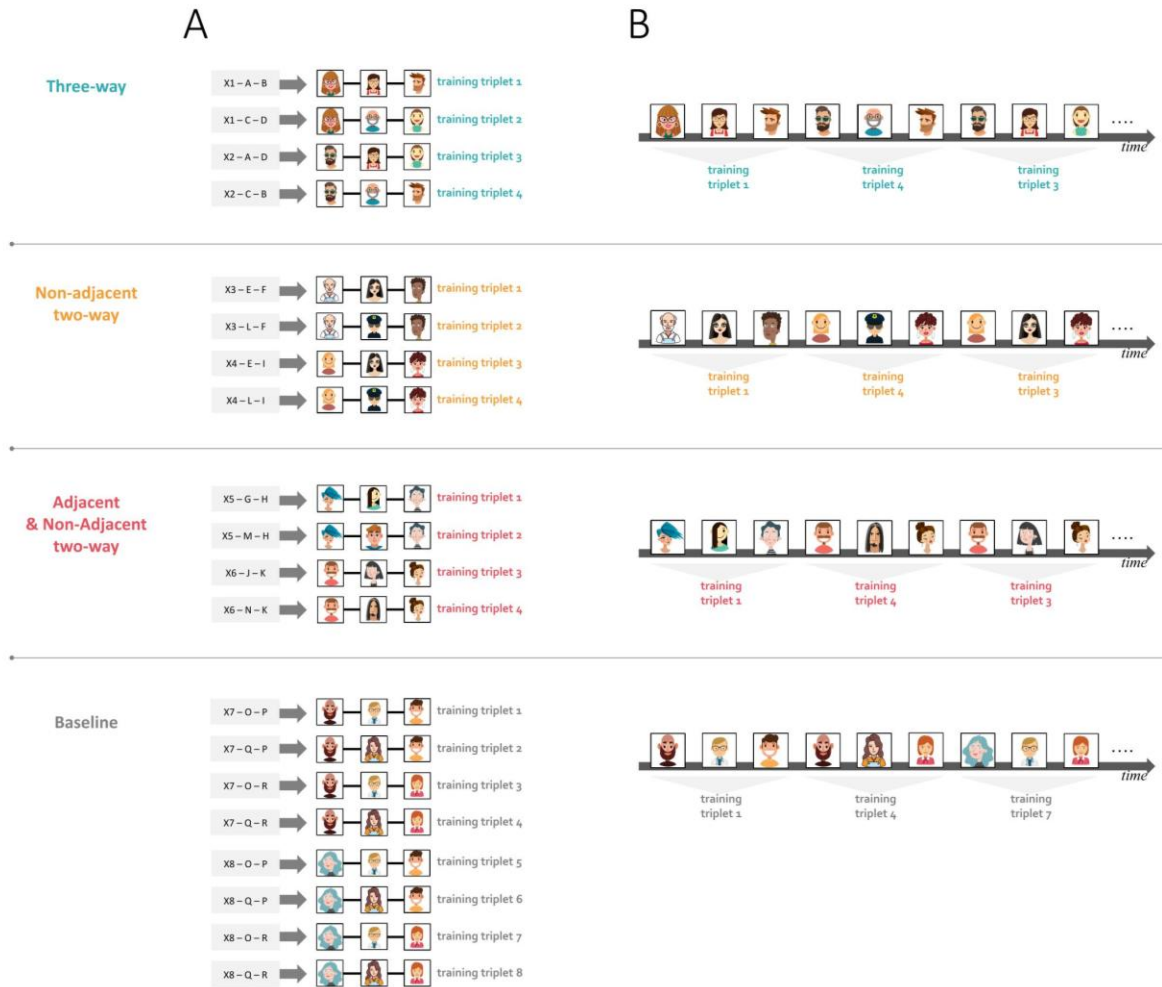 A
B
Three-way
X1 – A – B
training triplet 1
X1 – C – D
training triplet 2
X2 – A – D
training triplet 3
X2 – C – B
training triplet 4
....
time
training
triplet 1
training
triplet 4
training
triplet 3
Non-adjacent
two-way
X3 – E – F
training triplet 1
X3 – L – F
training triplet 2
X4 – E – I
training triplet 3
X4 – L – I
training triplet 4
....
time
training
triplet 1
training
triplet 4
training
triplet 3
Adjacent
& Non-Adjacent
two-way
X5 – G – H
training triplet 1
X5 – M – H
training triplet 2
X6 – J – K
training triplet 3
X6 – N – K
training triplet 4
....
time
training
triplet 1
training
triplet 4
training
triplet 3
Baseline
X7 – O – P
training triplet 1
X7 – Q – P
training triplet 2
X7 – O – R
training triplet 3
X7 – Q – R
training triplet 4
X8 – O – P
training triplet 5
X8 – Q – P
training triplet 6
X8 – O – R
training triplet 7
X8 – Q – R
training triplet 8
....
time
training
triplet 1
training
triplet 4
training
triplet 7